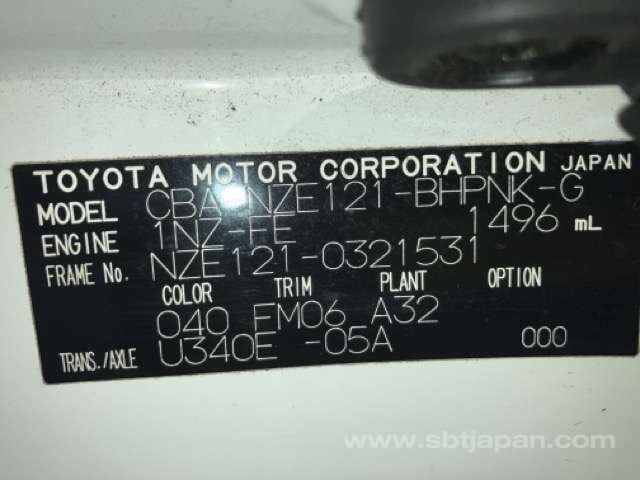 TOYOTA MOTOR CORPORATION JAPAN
MODEL CBA-NZE121-BHPNK-G
ENGINE 1NZ-FE 1496 mL
FRAME No. NZE121-0321531
COLOR TRIM PLANT OPTION
040 FM06 A32
TRANS./AXLE U340E -05A 000
www.sbtjapan.com